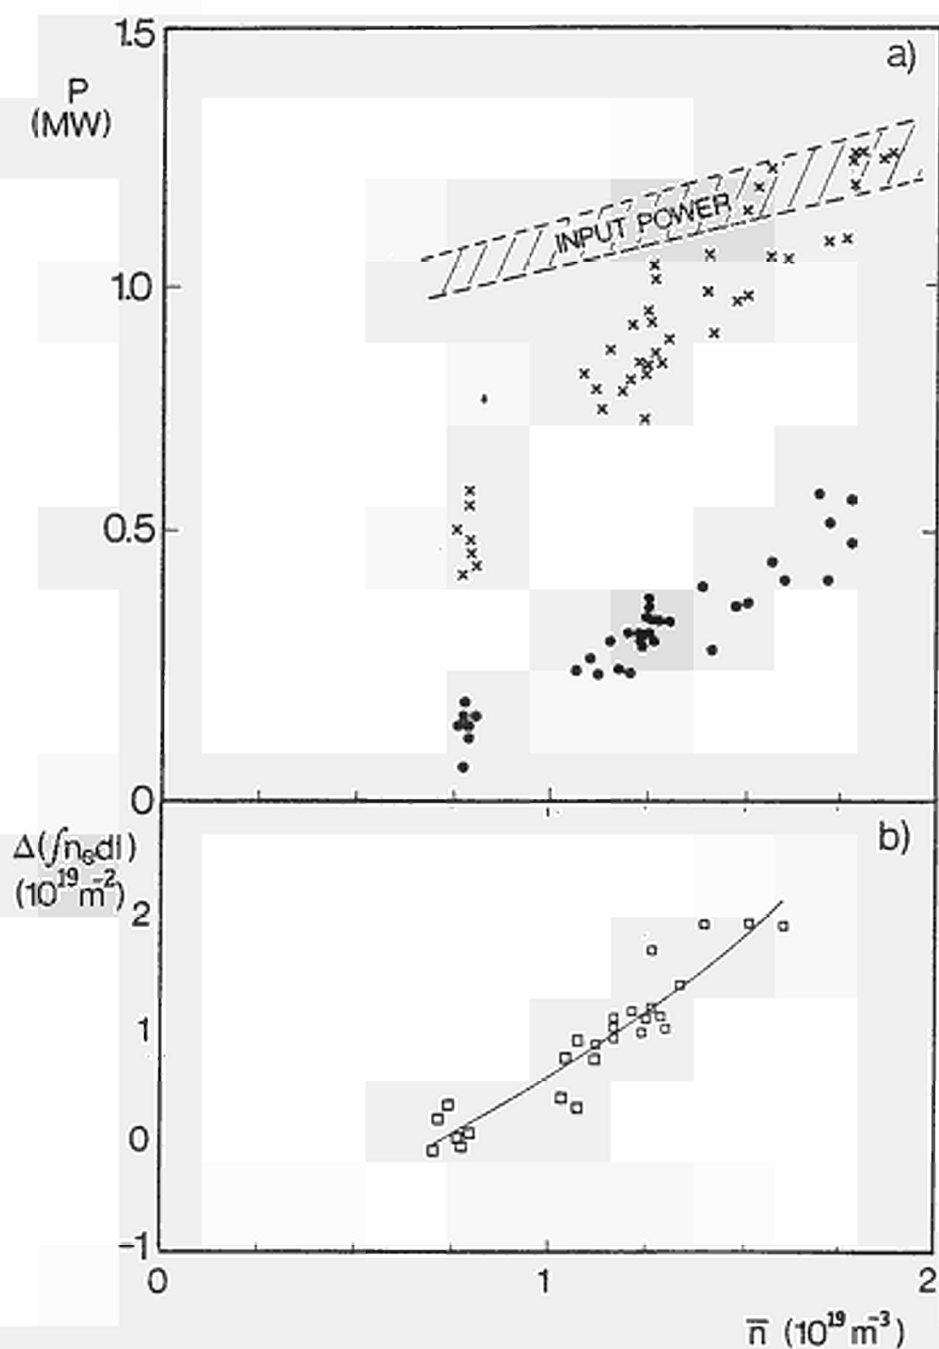 1.5
a)
P
(MW)
INPUT POWER
1.0
0.5
0
Δ(∫nₑdl)
(10¹⁹m⁻²)
b)
2
1
0
-1
0 1 2
n̅ (10¹⁹m⁻³)